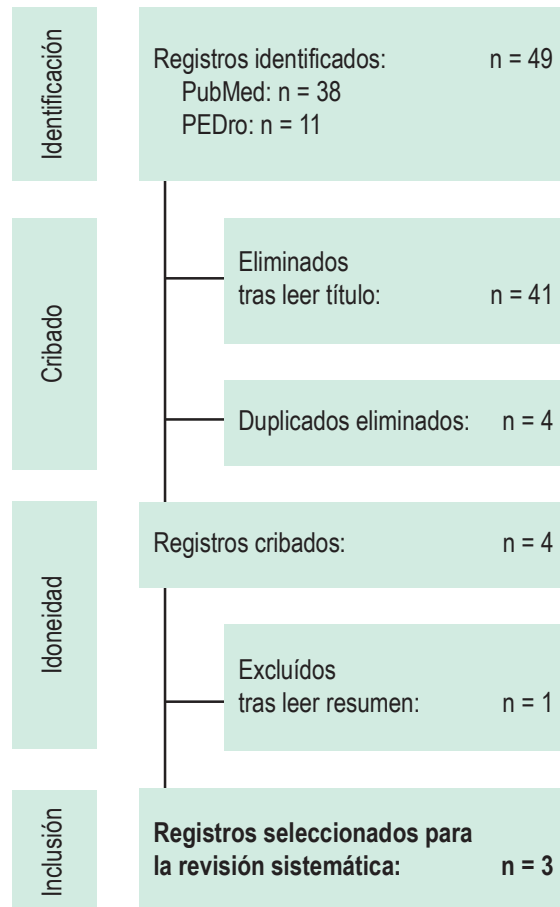 Identificación
Registros identificados: n = 49
PubMed: n = 38
PEDro: n = 11
Cribado
Eliminados
tras leer título: n = 41
Duplicados eliminados: n = 4
Idoneidad
Registros cribados: n = 4
Excluídos
tras leer resumen: n = 1
Inclusión
Registros seleccionados para
la revisión sistemática: n = 3